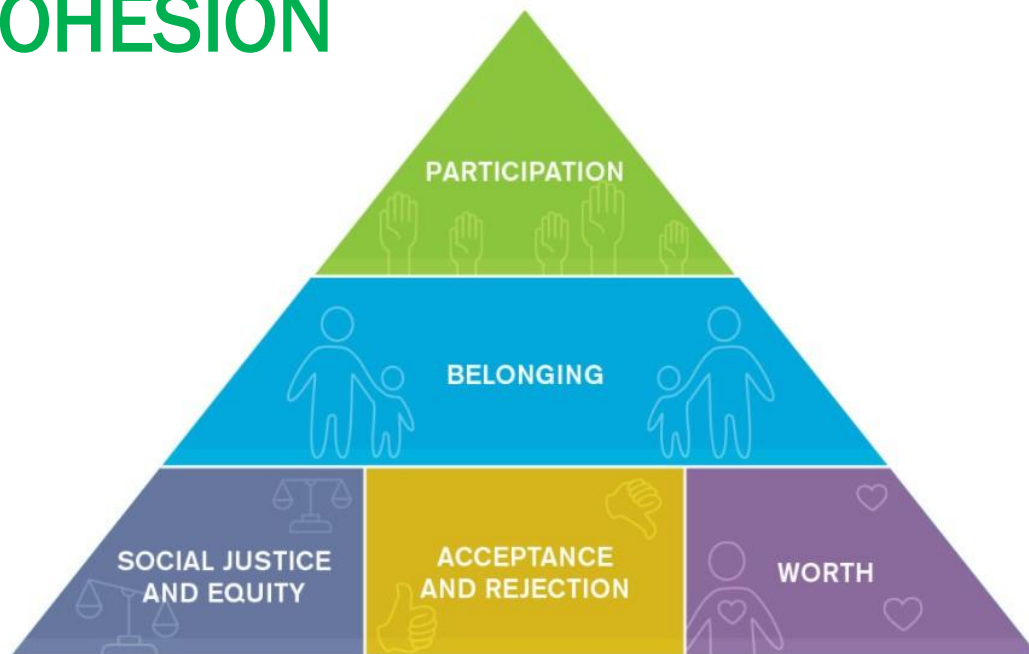 OHESION
PARTICIPATION
BELONGING
SOCIAL JUSTICE
AND EQUITY
ACCEPTANCE
AND REJECTION
WORTH